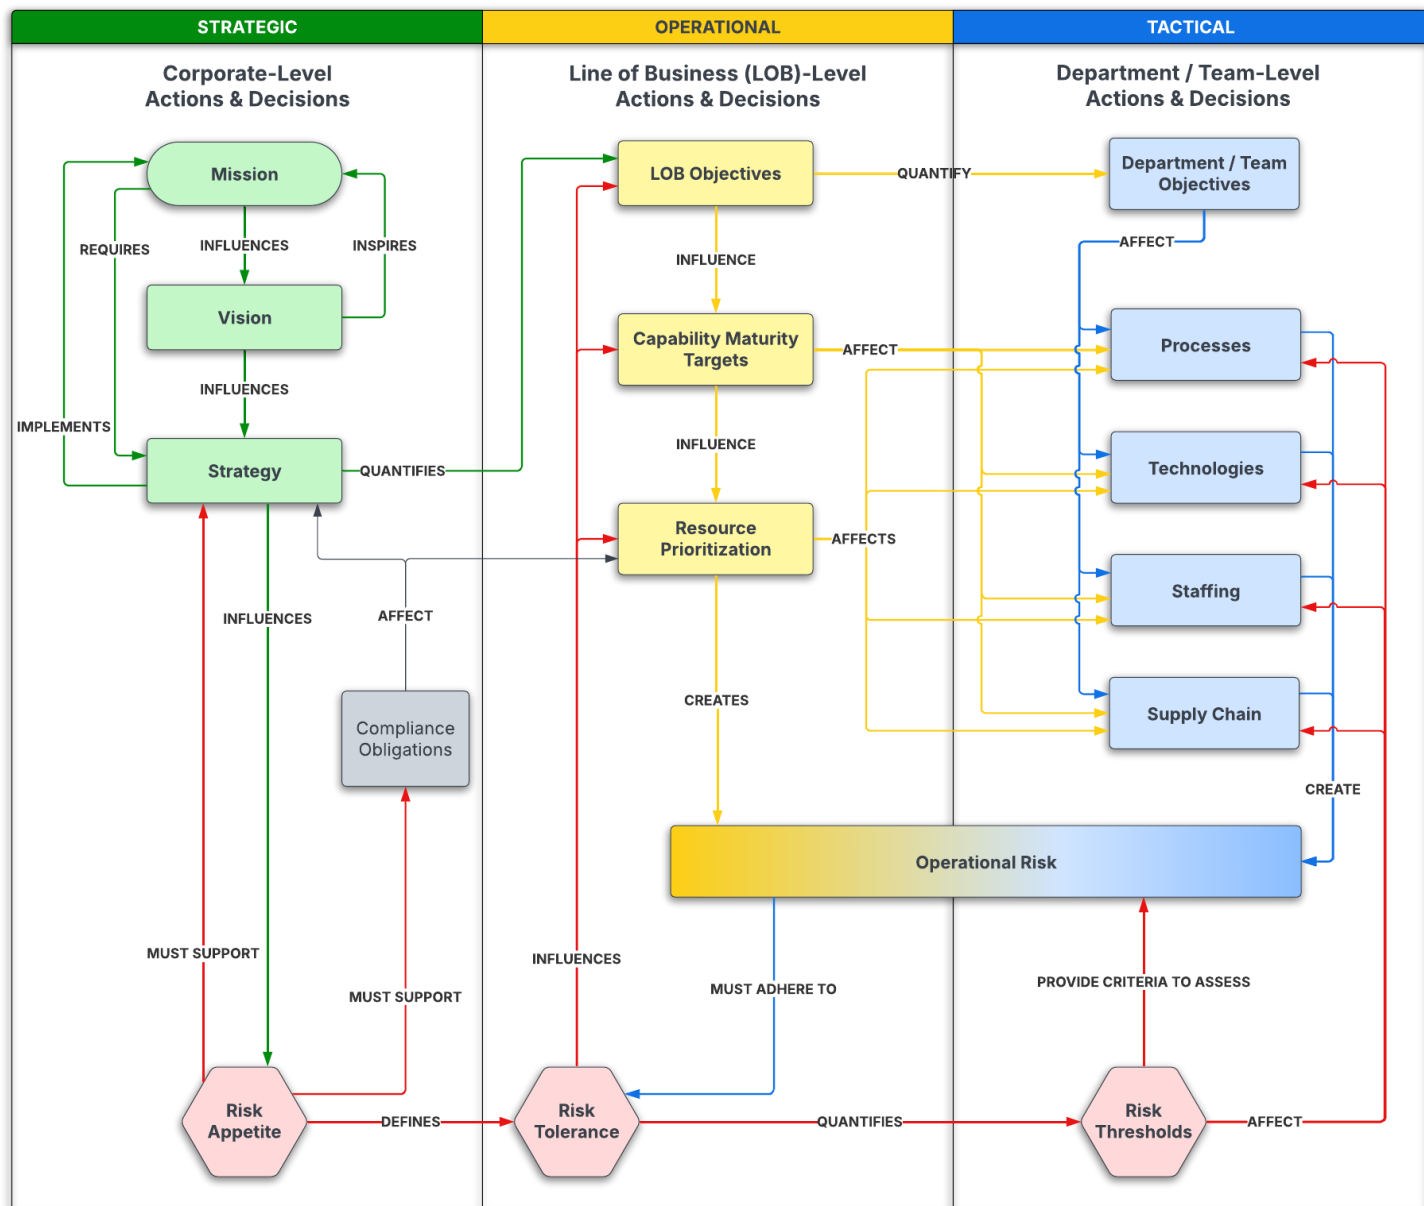 STRATEGIC
OPERATIONAL
TACTICAL
Corporate-Level
Actions & Decisions
Line of Business (LOB)-Level
Actions & Decisions
Department / Team-Level
Actions & Decisions
Mission
LOB Objectives
QUANTIFY
Department / Team
Objectives
REQUIRES
INFLUENCES
INSPIRES
INFLUENCE
AFFECT
Vision
Capability Maturity
Targets
AFFECT
Processes
INFLUENCES
IMPLEMENTS
Strategy
QUANTIFIES
INFLUENCE
Technologies
Resource
Prioritization
AFFECTS
INFLUENCES
AFFECT
Staffing
Compliance
Obligations
CREATES
Supply Chain
CREATE
Operational Risk
MUST SUPPORT
MUST SUPPORT
INFLUENCES
MUST ADHERE TO
PROVIDE CRITERIA TO ASSESS
Risk
Appetite
DEFINES
Risk
Tolerance
QUANTIFIES
Risk
Thresholds
AFFECT